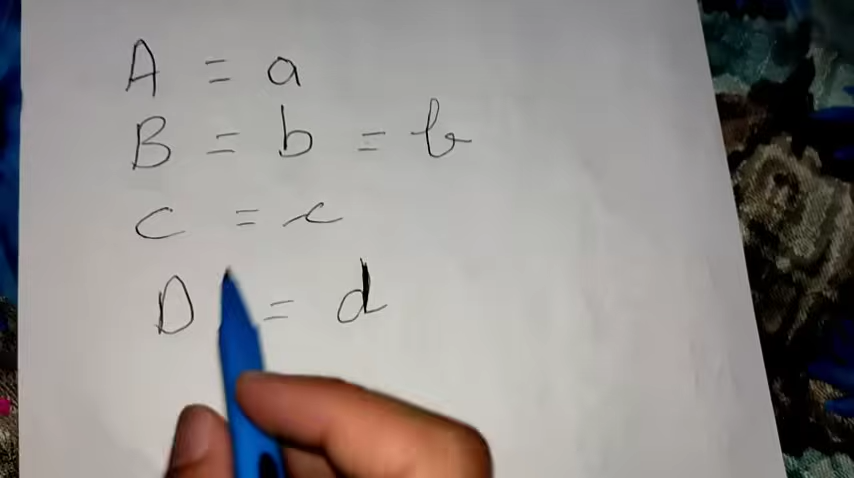 A = a
B = b = b
C = c
D = d